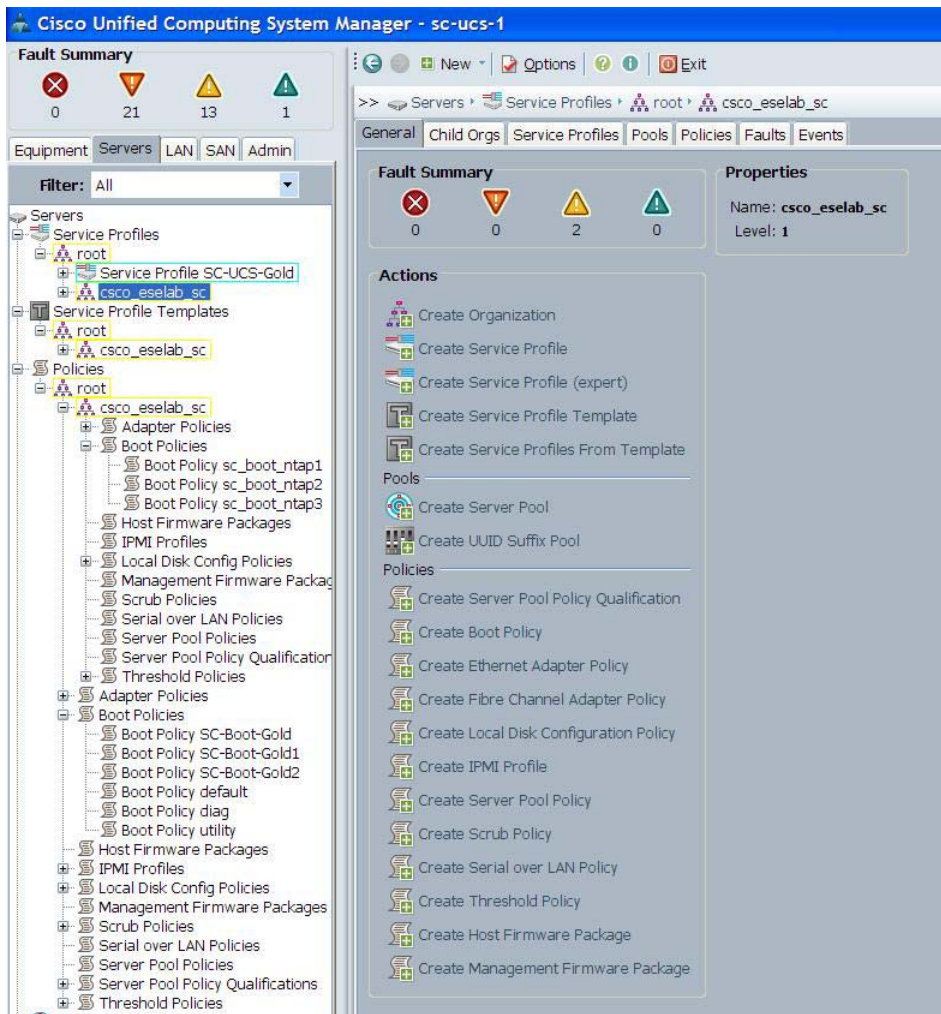 Cisco Unified Computing System Manager - sc-ucs-1
Fault Summary
0 21 13 1
Equipment Servers LAN SAN Admin
Filter: All
Servers
Service Profiles
root
Service Profile SC-UCS-Gold
csco_eselab_sc
Service Profile Templates
root
csco_eselab_sc
Policies
root
csco_eselab_sc
Adapter Policies
Boot Policies
Boot Policy sc_boot_ntap1
Boot Policy sc_boot_ntap2
Boot Policy sc_boot_ntap3
Host Firmware Packages
IPMI Profiles
Local Disk Config Policies
Management Firmware Packag
Scrub Policies
Serial over LAN Policies
Server Pool Policies
Server Pool Policy Qualification
Threshold Policies
Adapter Policies
Boot Policies
Boot Policy SC-Boot-Gold
Boot Policy SC-Boot-Gold1
Boot Policy SC-Boot-Gold2
Boot Policy default
Boot Policy diag
Boot Policy utility
Host Firmware Packages
IPMI Profiles
Local Disk Config Policies
Management Firmware Packages
Scrub Policies
Serial over LAN Policies
Server Pool Policies
Server Pool Policy Qualifications
Threshold Policies
New Options Exit
>> Servers Service Profiles root csco_eselab_sc
General Child Orgs Service Profiles Pools Policies Faults Events
Fault Summary
0 0 2 0
Properties
Name: csco_eselab_sc
Level: 1
Actions
Create Organization
Create Service Profile
Create Service Profile (expert)
Create Service Profile Template
Create Service Profiles From Template
Pools
Create Server Pool
Create UUID Suffix Pool
Policies
Create Server Pool Policy Qualification
Create Boot Policy
Create Ethernet Adapter Policy
Create Fibre Channel Adapter Policy
Create Local Disk Configuration Policy
Create IPMI Profile
Create Server Pool Policy
Create Scrub Policy
Create Serial over LAN Policy
Create Threshold Policy
Create Host Firmware Package
Create Management Firmware Package